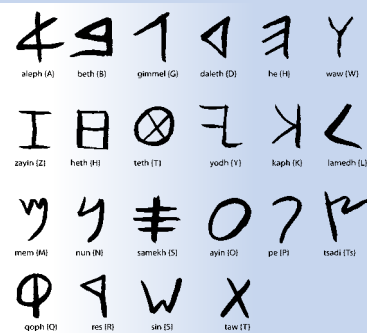 𐤀 𐤁 𐤂 𐤃 𐤄 𐤅
aleph (A) beth (B) gimmel (G) daleth (D) he (H) waw (W)
𐤆 𐤇 𐤈 𐤉 𐤊 𐤋
zayin (Z) heth (H) teth (T) yodh (Y) kaph (K) lamedh (L)
𐤌 𐤍 𐤎 𐤏 𐤐 𐤑
mem (M) nun (N) samekh (S) ayin (O) pe (P) tsadi (Ts)
𐤒 𐤓 𐤔 𐤕
qoph (Q) res (R) sin (S) taw (T)